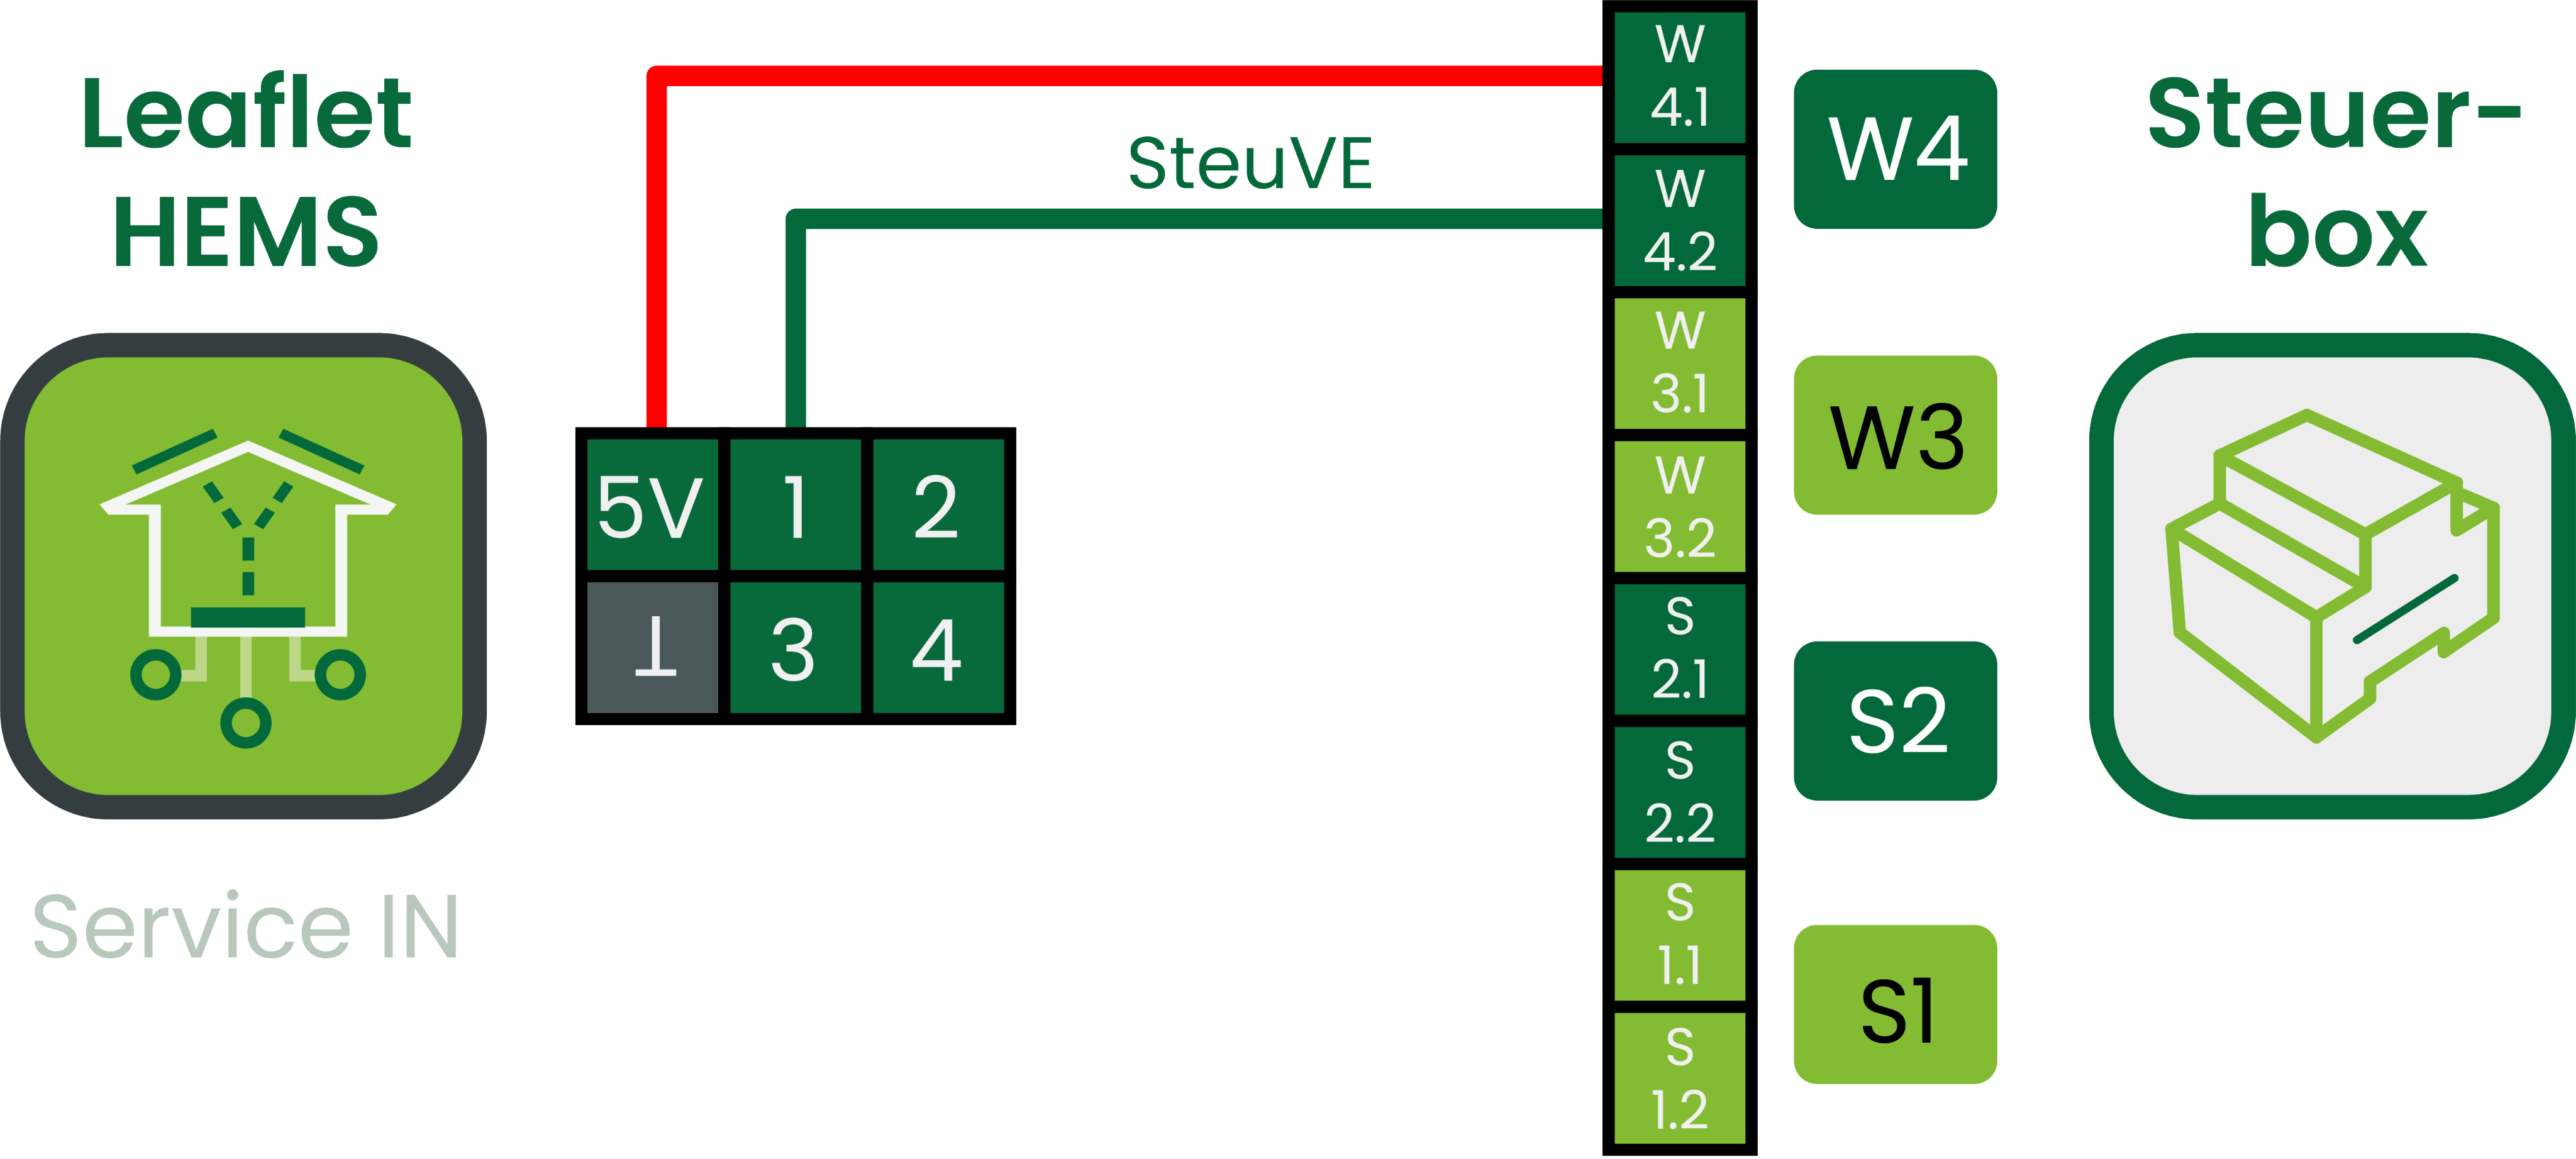 Leaflet
HEMS
Service IN
SteuVE
5V 1 2
3 4
W
4.1
W
4.2
W
3.1
W
3.2
S
2.1
S
2.2
S
1.1
S
1.2
W4
W3
S2
S1
Steuer-
box